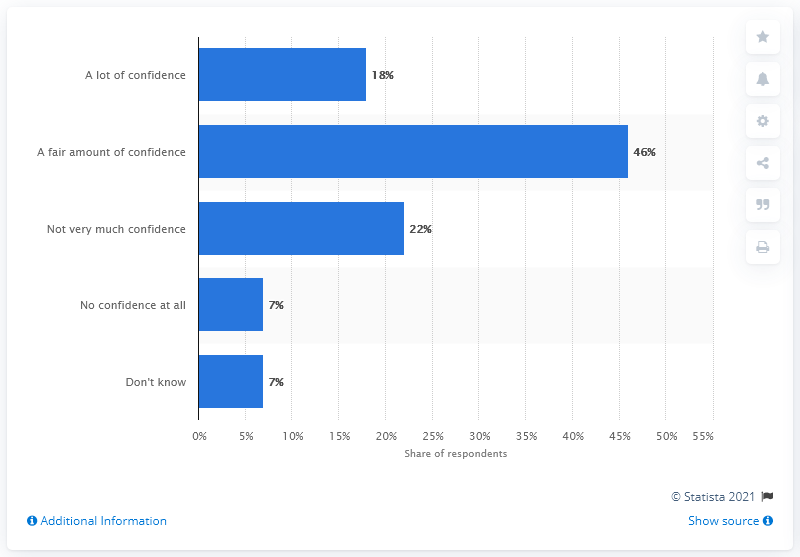 A lot of confidence
18%
A fair amount of confidence
46%
Not very much confidence
22%
No confidence at all
7%
Don't know
7%
0% 5% 10% 15% 20% 25% 30% 35% 40% 45% 50% 55%
Share of respondents
© Statista 2021
Additional Information
Show source